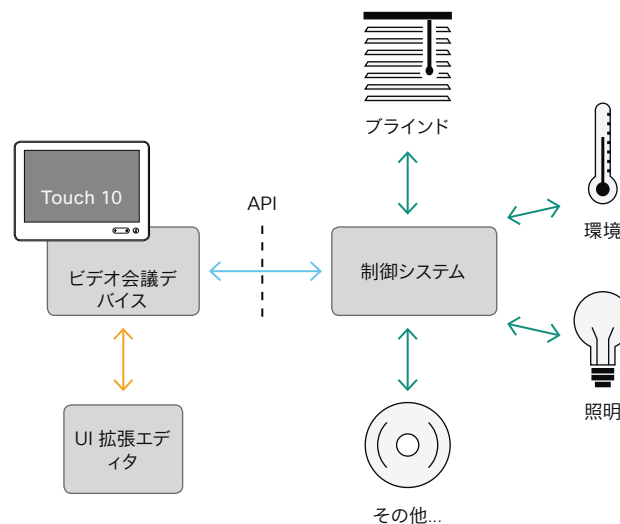 ブラインド
Touch 10
API
環境
ビデオ会議デ
バイス
制御システム
照明
UI 拡張エディ
タ
その他...